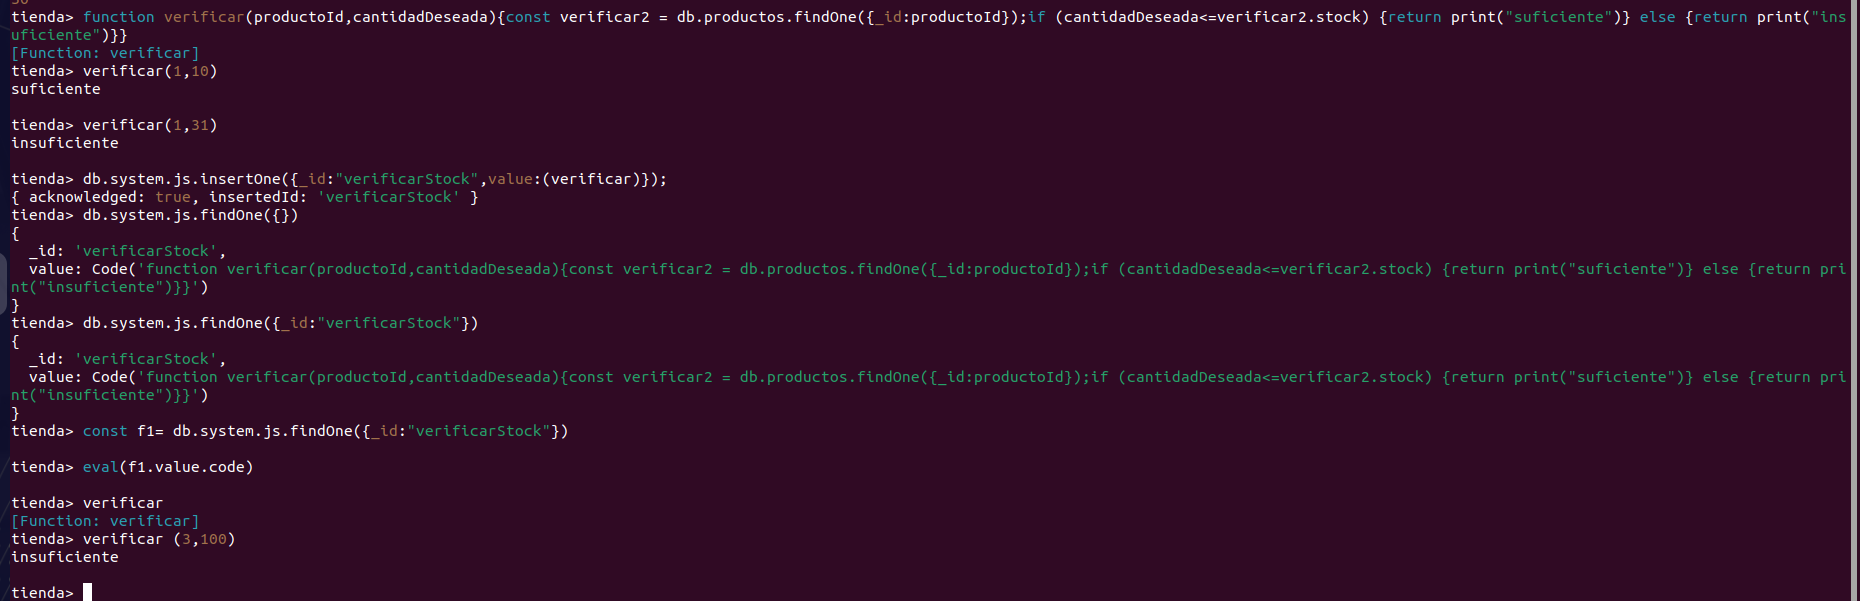 30
tienda> function verificar(productoId,cantidadDeseada){const verificar2 = db.productos.findOne({_id:productoId});if (cantidadDeseada<=verificar2.stock) {return print("suficiente")} else {return print("ins
uficiente")}}
[Function: verificar]
tienda> verificar(1,10)
suficiente
tienda> verificar(1,31)
insuficiente
tienda> db.system.js.insertOne({_id:"verificarStock",value:(verificar)});
{ acknowledged: true, insertedId: 'verificarStock' }
tienda> db.system.js.findOne({})
{
  _id: 'verificarStock',
  value: Code('function verificar(productoId,cantidadDeseada){const verificar2 = db.productos.findOne({_id:productoId});if (cantidadDeseada<=verificar2.stock) {return print("suficiente")} else {return pri
nt("insuficiente")}}')
}
tienda> db.system.js.findOne({_id:"verificarStock"})
{
  _id: 'verificarStock',
  value: Code('function verificar(productoId,cantidadDeseada){const verificar2 = db.productos.findOne({_id:productoId});if (cantidadDeseada<=verificar2.stock) {return print("suficiente")} else {return pri
nt("insuficiente")}}')
}
tienda> const f1= db.system.js.findOne({_id:"verificarStock"})
tienda> eval(f1.value.code)
tienda> verificar
[Function: verificar]
tienda> verificar (3,100)
insuficiente
tienda>